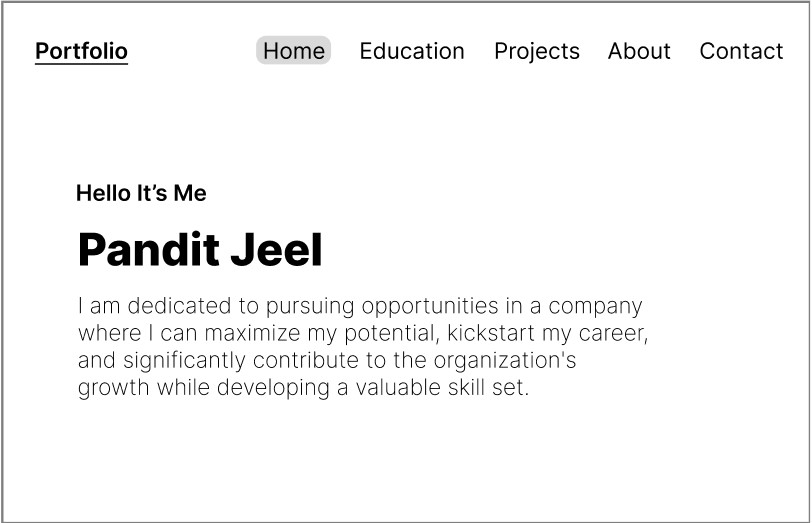 Portfolio Home Education Projects About Contact
Hello It’s Me
Pandit Jeel
I am dedicated to pursuing opportunities in a company
where I can maximize my potential, kickstart my career,
and significantly contribute to the organization's
growth while developing a valuable skill set.